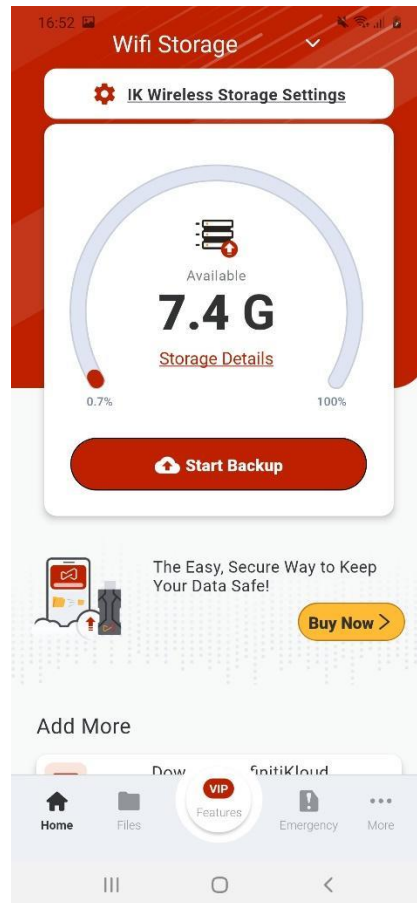 16:52
Wifi Storage
IK Wireless Storage Settings
Available
7.4 G
Storage Details
0.7%
100%
Start Backup
The Easy, Secure Way to Keep
Your Data Safe!
Buy Now >
Add More
VIP
Home
Files
Features
Emergency
More